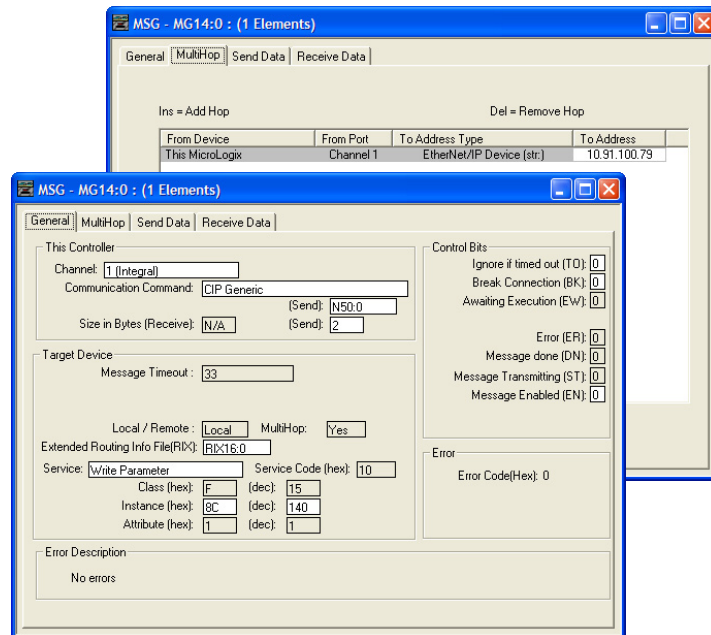 MSG - MG14:0 : (1 Elements)
General MultiHop Send Data Receive Data
Ins = Add Hop Del = Remove Hop
From Device From Port To Address Type To Address
This MicroLogix Channel 1 EtherNet/IP Device (str:) 10.91.100.79
MSG - MG14:0 : (1 Elements)
General MultiHop Send Data Receive Data
This Controller
Channel: 1 (Integral)
Communication Command: CIP Generic
(Send): N50:0
Size in Bytes (Receive): N/A (Send): 2
Target Device
Message Timeout : 33
Local / Remote : Local MultiHop: Yes
Extended Routing Info File(RIX): RIX16:0
Service: Write Parameter Service Code (hex): 10
Class (hex): F (dec): 15
Instance (hex): 8C (dec): 140
Attribute (hex): 1 (dec): 1
Control Bits
Ignore if timed out (TO): 0
Break Connection (BK): 0
Awaiting Execution (EW): 0
Error (ER): 0
Message done (DN): 0
Message Transmitting (ST): 0
Message Enabled (EN): 0
Error
Error Code(Hex): 0
Error Description
No errors